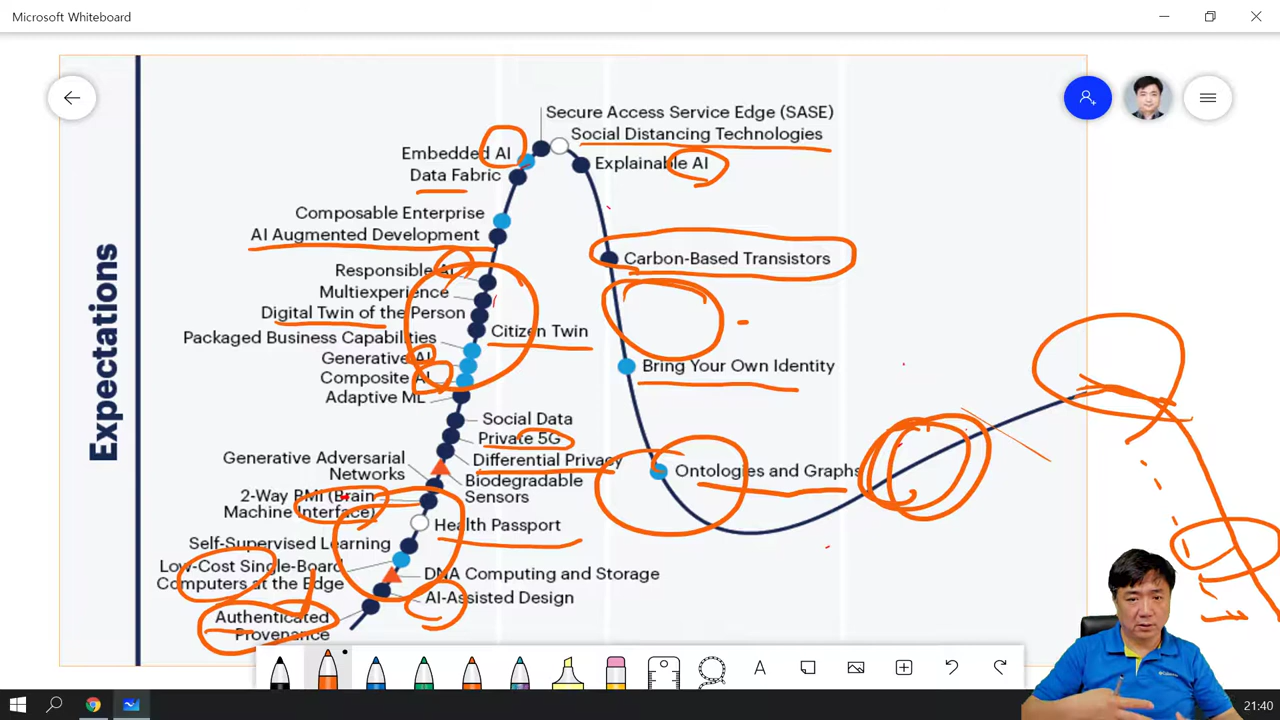 Microsoft Whiteboard
Secure Access Service Edge (SASE)
Social Distancing Technologies
Embedded AI
Explainable AI
Data Fabric
Composable Enterprise
AI Augmented Development
Carbon-Based Transistors
Responsible AI
Multiexperience
Digital Twin of the Person
Citizen Twin
Packaged Business Capabilities
Generative AI
Bring Your Own Identity
Composite AI
Adaptive ML
Social Data
Private 5G
Generative Adversarial
Networks
Differential Privacy
Ontologies and Graphs
Biodegradable
Sensors
2-Way BMI (Brain
Machine Interface)
Health Passport
Self-Supervised Learning
Low-Cost Single-Board
Computers at the Edge
DNA Computing and Storage
AI-Assisted Design
Authenticated
Provenance
Expectations
A
21:40